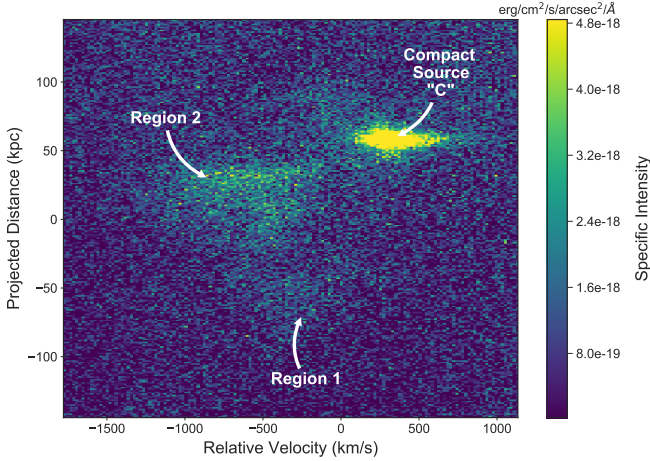 erg/cm²/s/arcsec²/Å
4.8e-18
4.0e-18
3.2e-18
2.4e-18
1.6e-18
8.0e-19
Specific Intensity
Compact
Source
"C"
Region 2
Region 1
Projected Distance (kpc)
100
50
0
−50
−100
−1500
−1000
−500
0
500
1000
Relative Velocity (km/s)